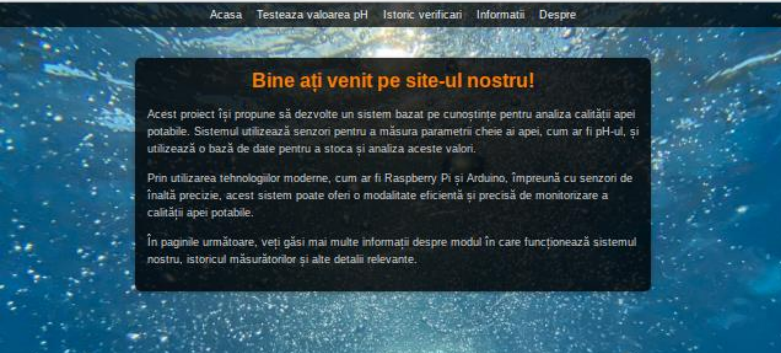 Acasa Testeaza valoarea pH Istoric verificari Informatii Despre
Bine ați venit pe site-ul nostru!
Acest proiect își propune să dezvolte un sistem bazat pe cunoștințe pentru analiza calității apei
potabile. Sistemul utilizează senzori pentru a măsura parametrii cheie ai apei, cum ar fi pH-ul, și
utilizează o bază de date pentru a stoca și analiza aceste valori.
Prin utilizarea tehnologiilor moderne, cum ar fi Raspberry Pi și Arduino, împreună cu senzori de
înaltă precizie, acest sistem poate oferi o modalitate eficientă și precisă de monitorizare a
calității apei potabile.
În paginile următoare, veți găsi mai multe informații despre modul în care funcționează sistemul
nostru, istoricul măsurătorilor și alte detalii relevante.